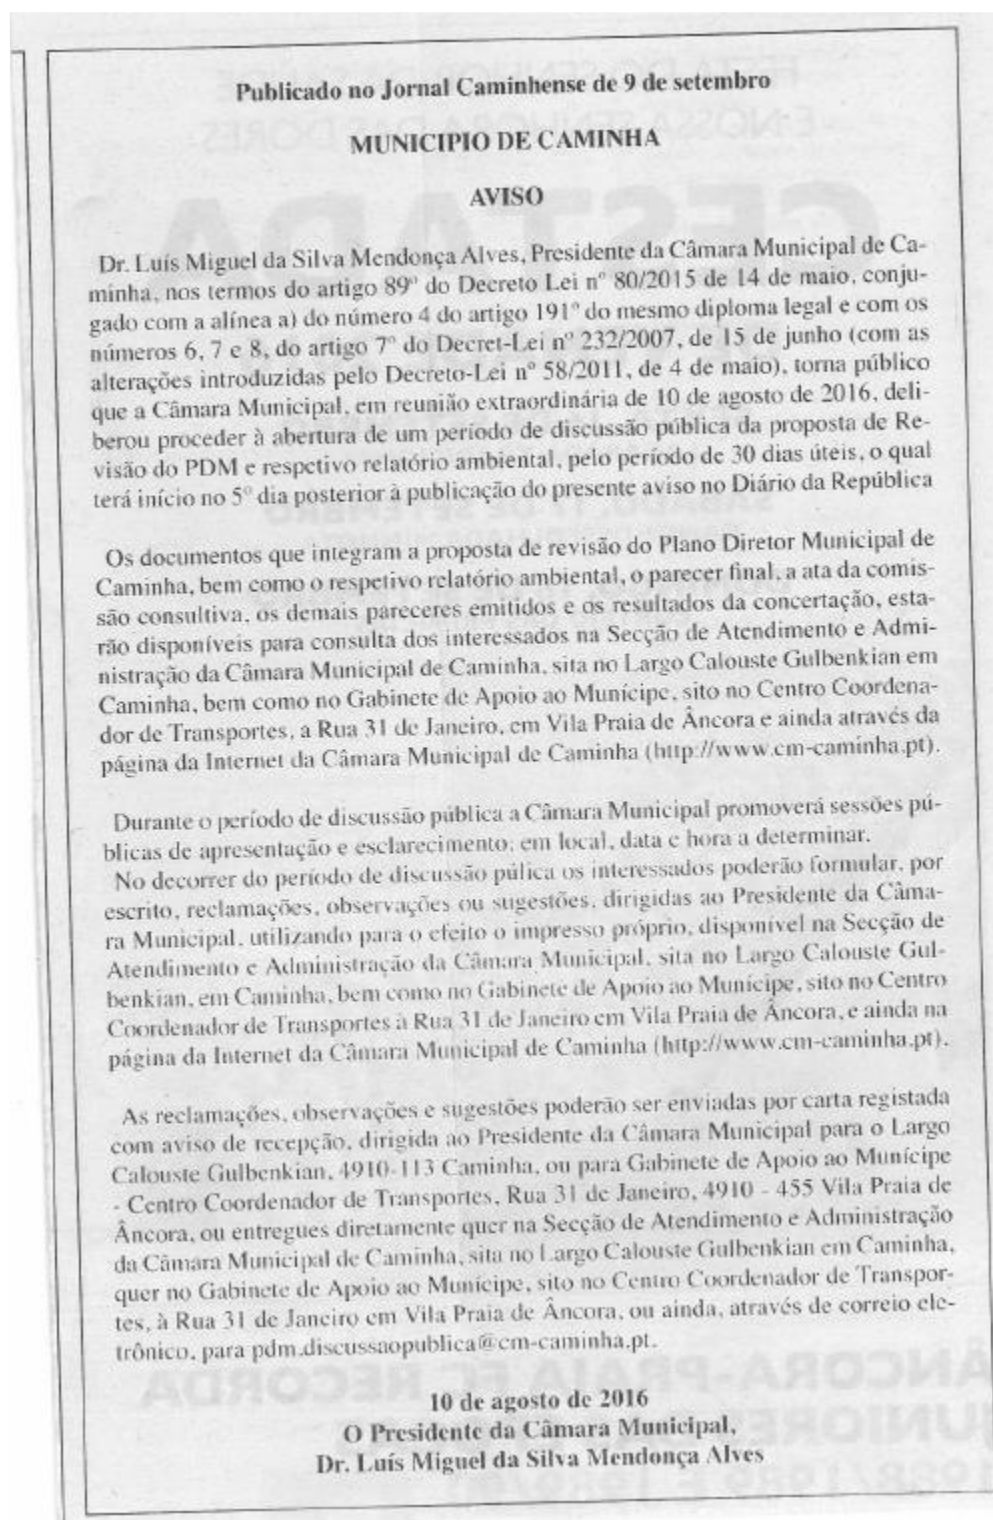 Publicado no Jornal Caminhense de 9 de setembro
MUNICIPIO DE CAMINHA
AVISO
Dr. Luís Miguel da Silva Mendonça Alves, Presidente da Câmara Municipal de Ca-
minha, nos termos do artigo 89º do Decreto Lei nº 80/2015 de 14 de maio, conju-
gado com a alínea a) do número 4 do artigo 191º do mesmo diploma legal e com os
números 6, 7 e 8, do artigo 7º do Decret-Lei nº 232/2007, de 15 de junho (com as
alterações introduzidas pelo Decreto-Lei nº 58/2011, de 4 de maio), torna público
que a Câmara Municipal, em reunião extraordinária de 10 de agosto de 2016, deli-
berou proceder à abertura de um período de discussão pública da proposta de Re-
visão do PDM e respetivo relatório ambiental, pelo período de 30 dias úteis, o qual
terá início no 5º dia posterior à publicação do presente aviso no Diário da República
Os documentos que integram a proposta de revisão do Plano Diretor Municipal de
Caminha, bem como o respetivo relatório ambiental, o parecer final, a ata da comis-
são consultiva, os demais pareceres emitidos e os resultados da concertação, esta-
rão disponíveis para consulta dos interessados na Secção de Atendimento e Admi-
nistração da Câmara Municipal de Caminha, sita no Largo Calouste Gulbenkian em
Caminha, bem como no Gabinete de Apoio ao Munícipe, sito no Centro Coordena-
dor de Transportes, a Rua 31 de Janeiro, em Vila Praia de Âncora e ainda através da
página da Internet da Câmara Municipal de Caminha (http://www.cm-caminha.pt).
Durante o período de discussão pública a Câmara Municipal promoverá sessões pú-
blicas de apresentação e esclarecimento, em local, data e hora a determinar.
No decorrer do período de discussão púlica os interessados poderão formular, por
escrito, reclamações, observações ou sugestões, dirigidas ao Presidente da Câma-
ra Municipal, utilizando para o efeito o impresso próprio, disponível na Secção de
Atendimento e Administração da Câmara Municipal, sita no Largo Calouste Gul-
benkian, em Caminha, bem como no Gabinete de Apoio ao Munícipe, sito no Centro
Coordenador de Transportes à Rua 31 de Janeiro em Vila Praia de Âncora, e ainda na
página da Internet da Câmara Municipal de Caminha (http://www.cm-caminha.pt).
As reclamações, observações e sugestões poderão ser enviadas por carta registada
com aviso de recepção, dirigida ao Presidente da Câmara Municipal para o Largo
Calouste Gulbenkian, 4910-113 Caminha, ou para Gabinete de Apoio ao Munícipe
- Centro Coordenador de Transportes, Rua 31 de Janeiro, 4910 - 455 Vila Praia de
Âncora, ou entregues diretamente quer na Secção de Atendimento e Administração
da Câmara Municipal de Caminha, sita no Largo Calouste Gulbenkian em Caminha,
quer no Gabinete de Apoio ao Munícipe, sito no Centro Coordenador de Transpor-
tes, à Rua 31 de Janeiro em Vila Praia de Âncora, ou ainda, através de correio ele-
trônico, para pdm.discussaopublica@cm-caminha.pt.
10 de agosto de 2016
O Presidente da Câmara Municipal,
Dr. Luís Miguel da Silva Mendonça Alves